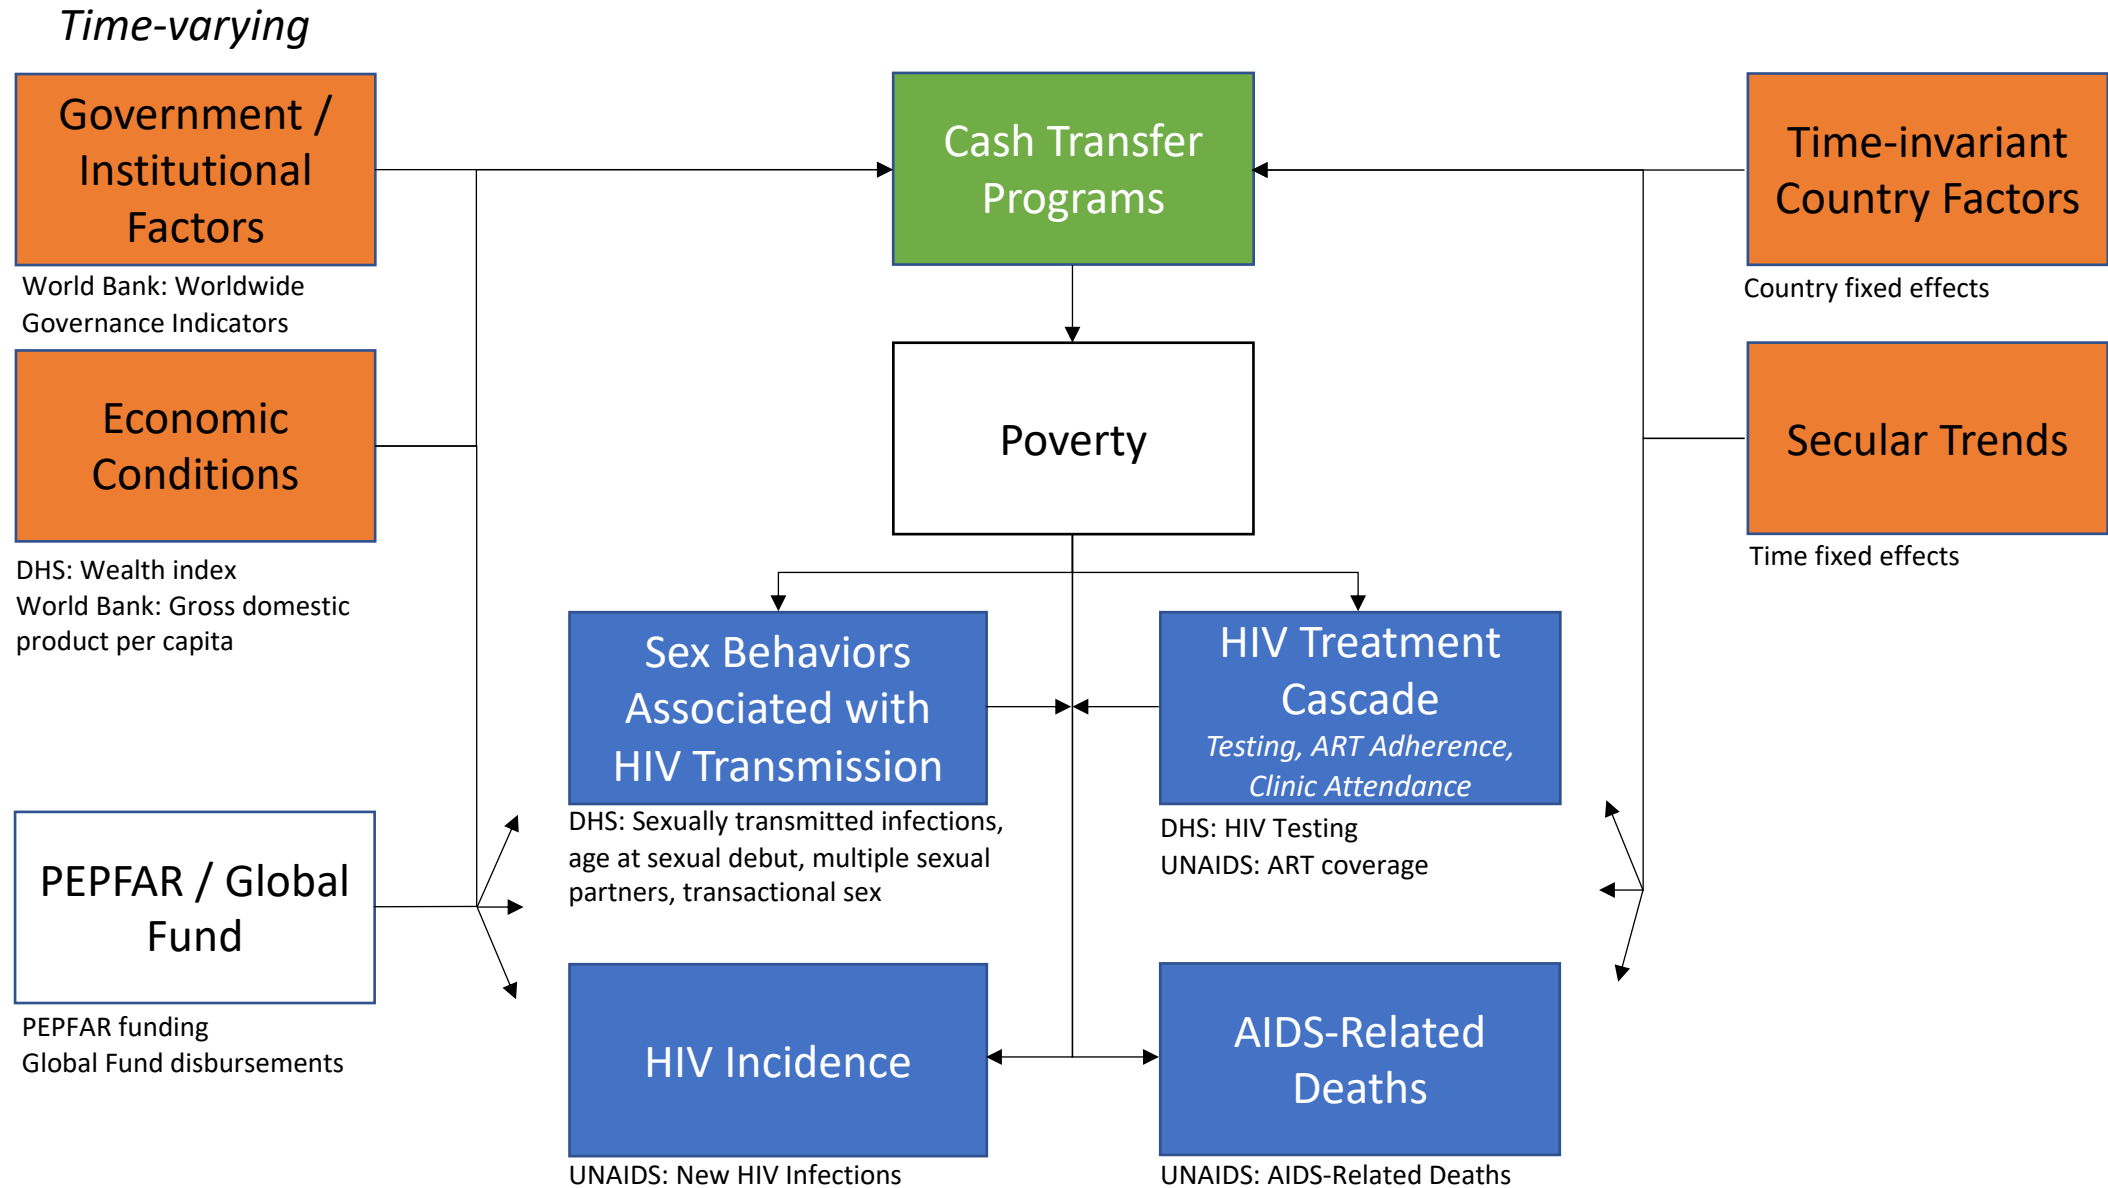 Time-varying
Government /
Institutional
Factors
World Bank: Worldwide
Governance Indicators
Economic
Conditions
DHS: Wealth index
World Bank: Gross domestic
product per capita
PEPFAR / Global
Fund
PEPFAR funding
Global Fund disbursements
Cash Transfer
Programs
Poverty
Sex Behaviors
Associated with
HIV Transmission
DHS: Sexually transmitted infections,
age at sexual debut, multiple sexual
partners, transactional sex
HIV Treatment
Cascade
Testing, ART Adherence,
Clinic Attendance
DHS: HIV Testing
UNAIDS: ART coverage
HIV Incidence
UNAIDS: New HIV Infections
AIDS-Related
Deaths
UNAIDS: AIDS-Related Deaths
Time-invariant
Country Factors
Country fixed effects
Secular Trends
Time fixed effects